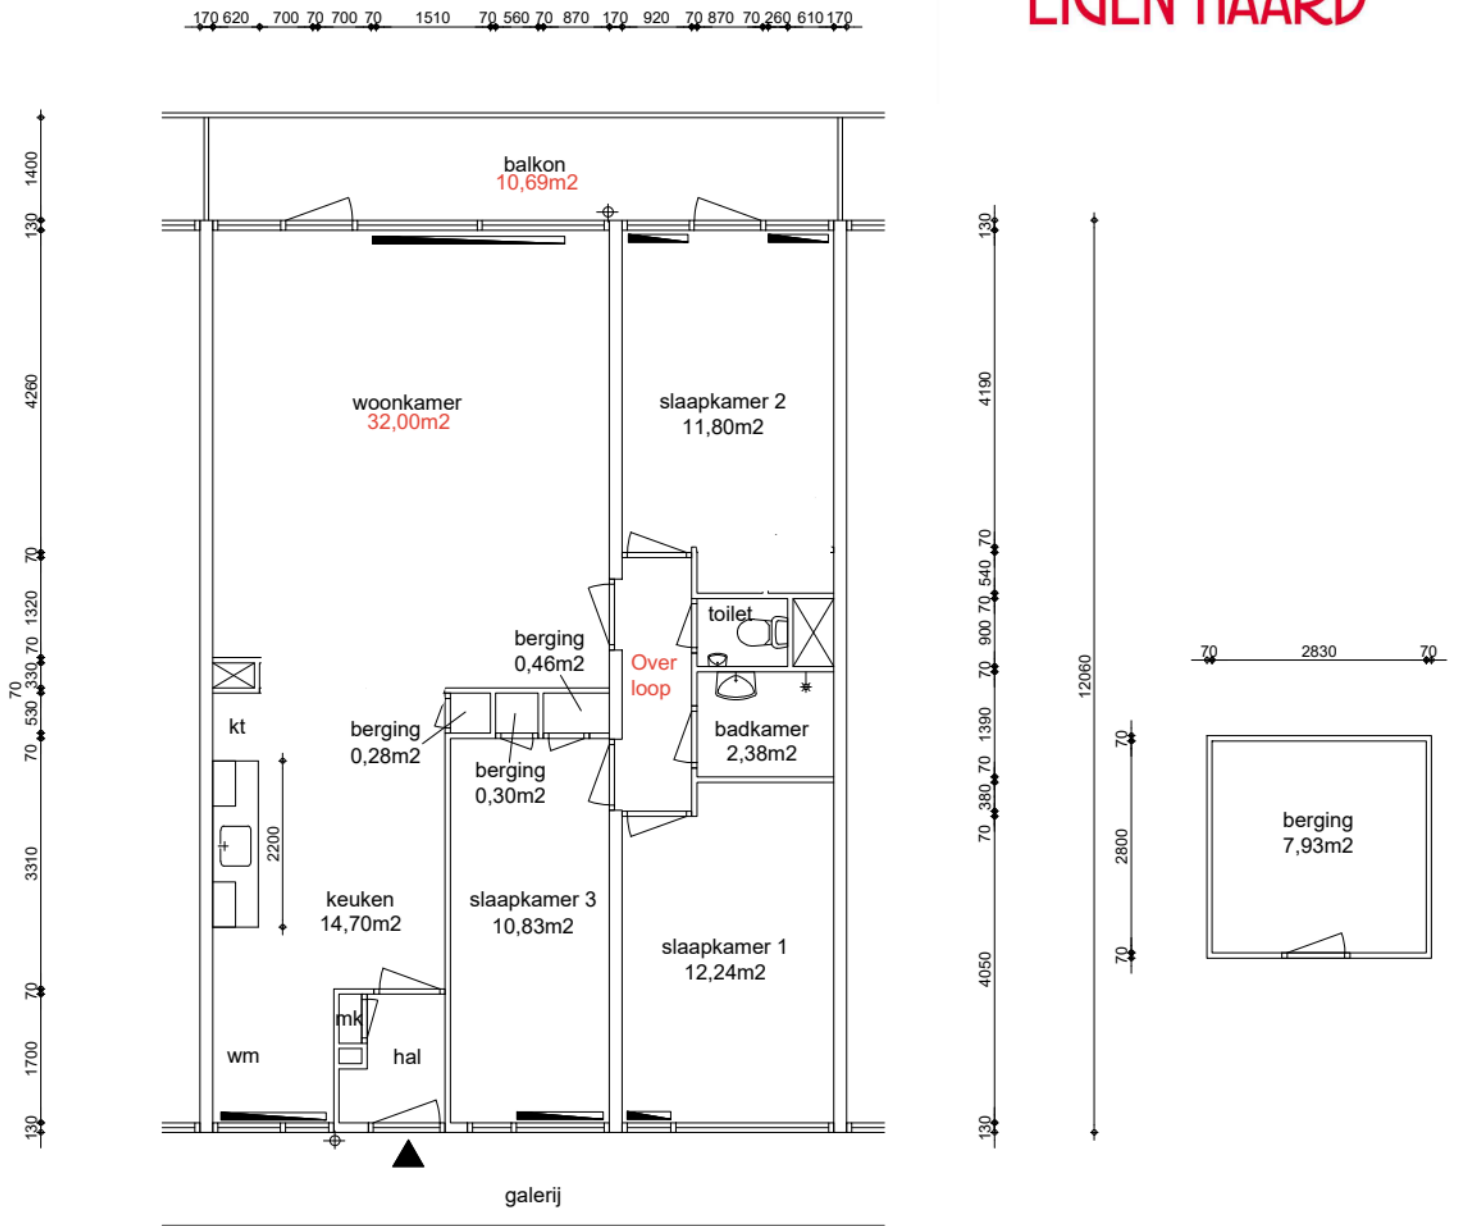 EIGEN HAARD
170 620 700 70 700 70 1510 70 560 70 870 170 920 70 870 70 260 610 170
balkon
10,69m2
1400
130
4260
70
1320
70
330
70
530
70
3310
70
1700
130
woonkamer
32,00m2
slaapkamer 2
11,80m2
toilet
berging
0,46m2
Over
loop
kt
berging
0,28m2
berging
0,30m2
badkamer
2,38m2
2200
keuken
14,70m2
slaapkamer 3
10,83m2
slaapkamer 1
12,24m2
mk
wm
hal
galerij
130
4190
70
540
70
900
70
1390
70
380
70
4050
130
12060
70 2830 70
70
2800
70
berging
7,93m2